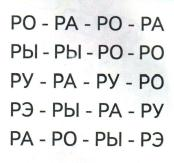 РО - РА - РО - РА
РЫ - РЫ - РО - РО
РУ - РА - РУ - РО
РЭ - РЫ - РА - РУ
РА - РО - РЫ - РЭ